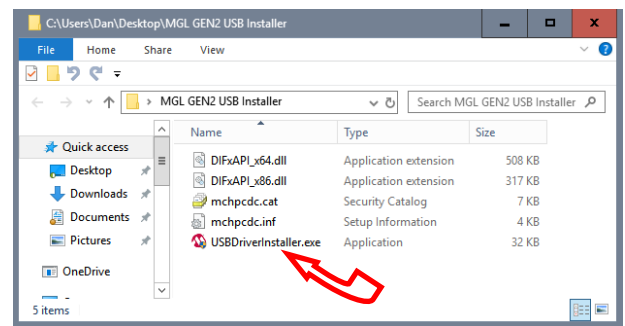 C:\Users\Dan\Desktop\MGL GEN2 USB Installer
File Home Share View
MGL GEN2 USB Installer Search MGL GEN2 USB Installer
Name Type Size
Quick access
Desktop
Downloads
Documents
Pictures
OneDrive
DIFxAPI_x64.dll Application extension 508 KB
DIFxAPI_x86.dll Application extension 317 KB
mchpcdc.cat Security Catalog 7 KB
mchpcdc.inf Setup Information 4 KB
USBDriverInstaller.exe Application 32 KB
5 items